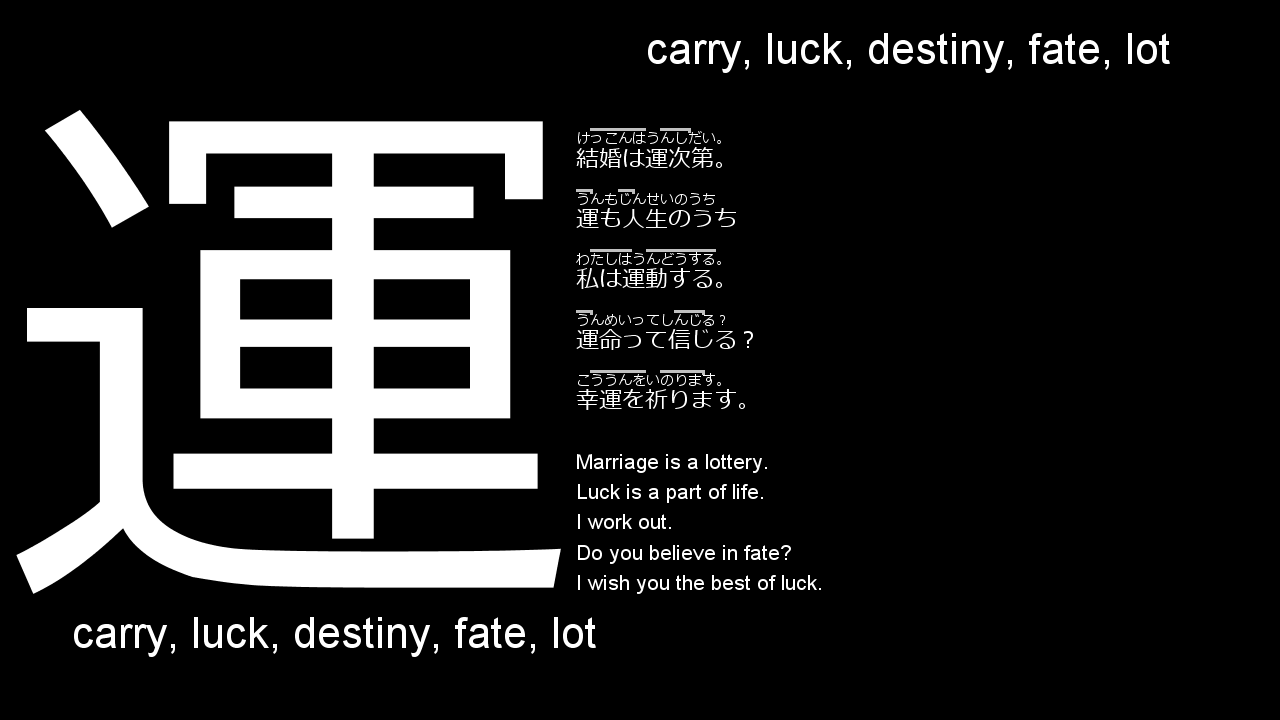 carry, luck, destiny, fate, lot
運
けっこんはうんしだい。
結婚は運次第。
うんもじんせいのうち
運も人生のうち
わたしはうんどうする。
私は運動する。
うんめいってしんじる？
運命って信じる？
こううんをいのります。
幸運を祈ります。
Marriage is a lottery.
Luck is a part of life.
I work out.
Do you believe in fate?
I wish you the best of luck.
carry, luck, destiny, fate, lot